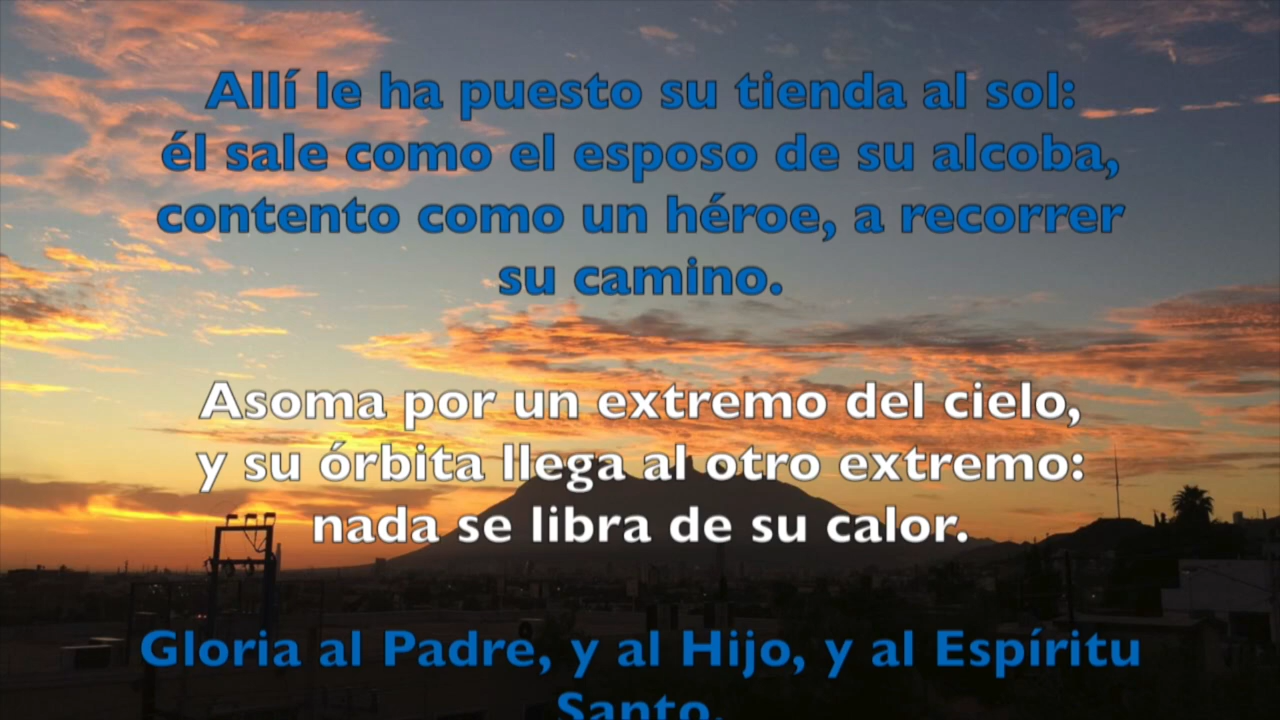 Allí le ha puesto su tienda al sol:
él sale como el esposo de su alcoba,
contento como un héroe, a recorrer
su camino.
Asoma por un extremo del cielo,
y su órbita llega al otro extremo:
nada se libra de su calor.
Gloria al Padre, y al Hijo, y al Espíritu
Santo.